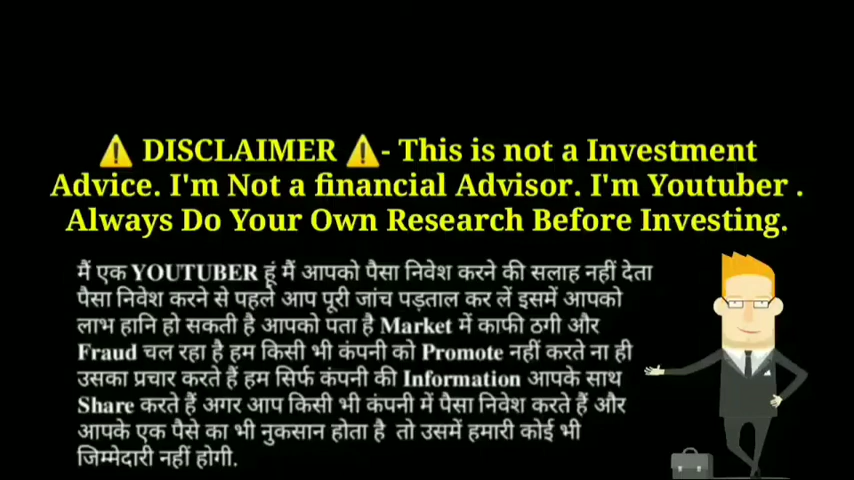 ⚠️ DISCLAIMER ⚠️- This is not a Investment
Advice. I'm Not a financial Advisor. I'm Youtuber .
Always Do Your Own Research Before Investing.
मैं एक YOUTUBER हूं मैं आपको पैसा निवेश करने की सलाह नहीं देता
पैसा निवेश करने से पहले आप पूरी जांच पड़ताल कर लें इसमें आपको
लाभ हानि हो सकती है आपको पता है Market में काफी ठगी और
Fraud चल रहा है हम किसी भी कंपनी को Promote नहीं करते ना ही
उसका प्रचार करते हैं हम सिर्फ कंपनी की Information आपके साथ
Share करते हैं अगर आप किसी भी कंपनी में पैसा निवेश करते हैं और
आपके एक पैसे का भी नुकसान होता है तो उसमें हमारी कोई भी
जिम्मेदारी नहीं होगी.